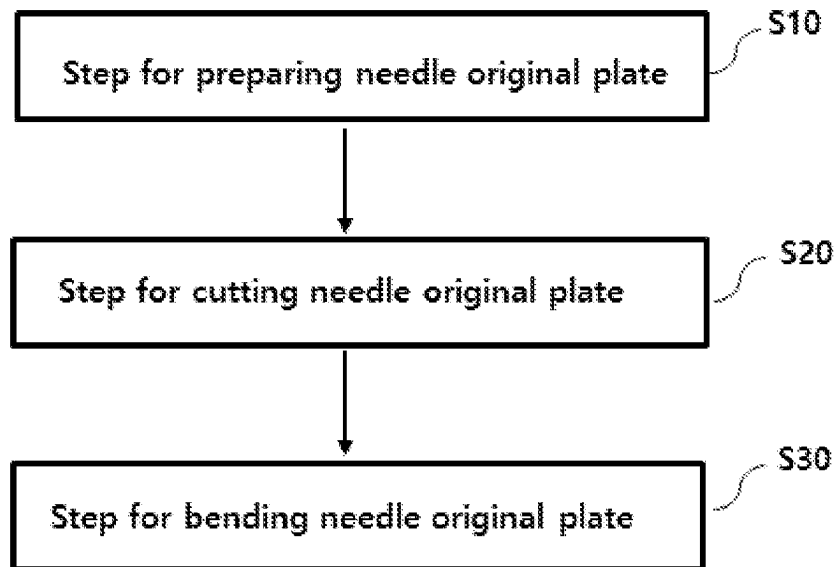 S10
Step for preparing needle original plate
S20
Step for cutting needle original plate
S30
Step for bending needle original plate